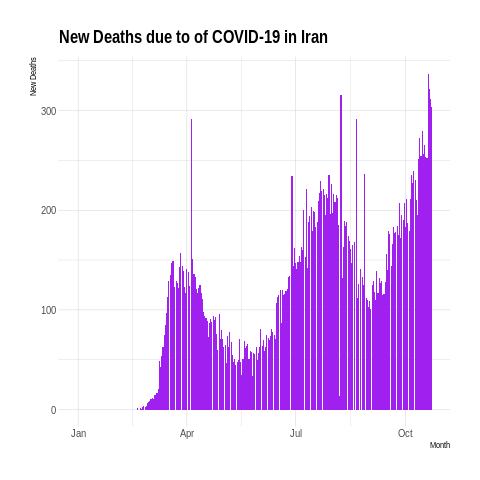 New Deaths due to of COVID-19 in Iran
New Deaths
300
200
100
0
Jan
Apr
Jul
Oct
Month